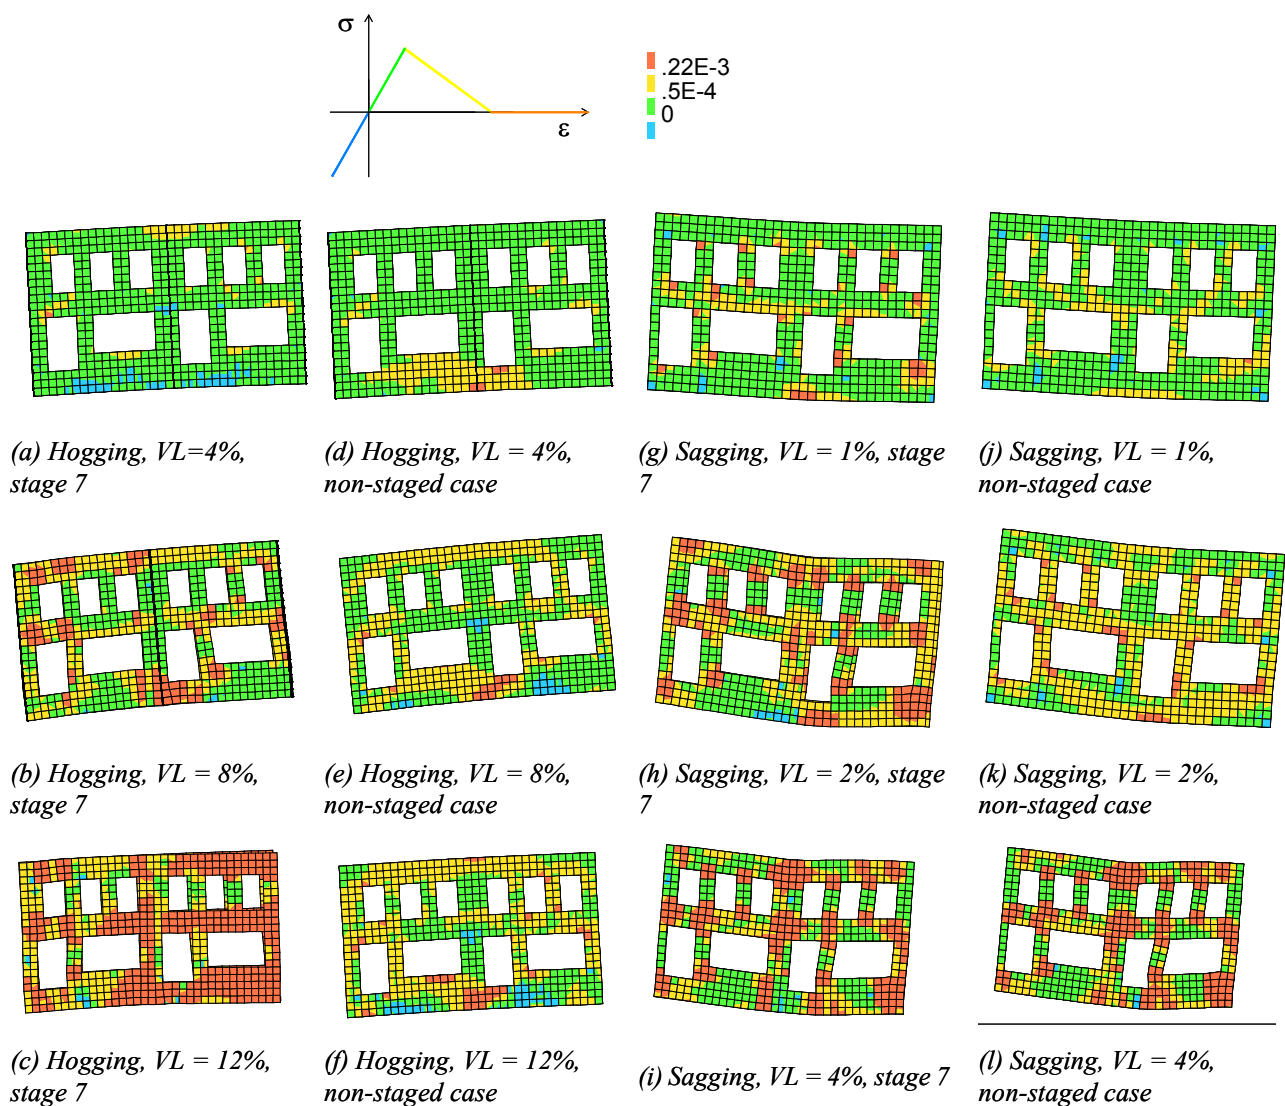 σ
ε
.22E-3
.5E-4
0
(a) Hogging, VL=4%,
stage 7
(d) Hogging, VL = 4%,
non-staged case
(g) Sagging, VL = 1%, stage
7
(j) Sagging, VL = 1%,
non-staged case
(b) Hogging, VL = 8%,
stage 7
(e) Hogging, VL = 8%,
non-staged case
(h) Sagging, VL = 2%, stage
7
(k) Sagging, VL = 2%,
non-staged case
(c) Hogging, VL = 12%,
stage 7
(f) Hogging, VL = 12%,
non-staged case
(i) Sagging, VL = 4%, stage 7
(l) Sagging, VL = 4%,
non-staged case